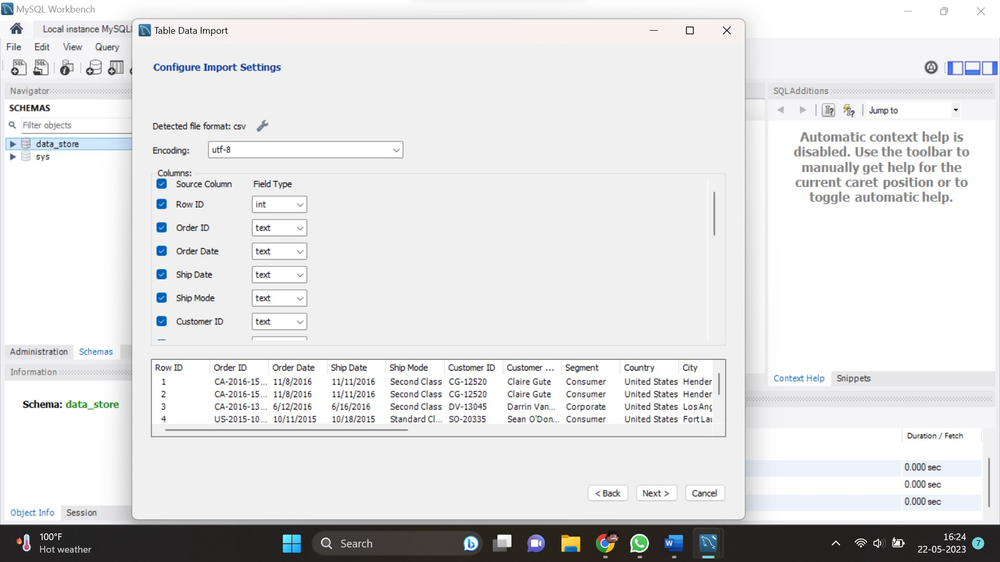 MySQL Workbench
Local instance MySQL
File Edit View Query
Navigator
SCHEMAS
Filter objects
data_store
sys
Administration Schemas
Information
Schema: data_store
Object Info Session
Table Data Import
Configure Import Settings
Detected file format: csv
Encoding: utf-8
Columns:
Source Column Field Type
Row ID int
Order ID text
Order Date text
Ship Date text
Ship Mode text
Customer ID text
Row ID Order ID Order Date Ship Date Ship Mode Customer ID Customer ... Segment Country City
1 CA-2016-15... 11/8/2016 11/11/2016 Second Class CG-12520 Claire Gute Consumer United States Hender
2 CA-2016-15... 11/8/2016 11/11/2016 Second Class CG-12520 Claire Gute Consumer United States Hender
3 CA-2016-13... 6/12/2016 6/16/2016 Second Class DV-13045 Darrin Van... Corporate United States Los Ang
4 US-2015-10... 10/11/2015 10/18/2015 Standard Cl... SO-20335 Sean O'Don... Consumer United States Fort Lau
< Back Next > Cancel
SQLAdditions
Jump to
Automatic context help is
disabled. Use the toolbar to
manually get help for the
current caret position or to
toggle automatic help.
Context Help Snippets
Duration / Fetch
0.000 sec
0.000 sec
0.000 sec
100°F
Hot weather
Search
16:24
22-05-2023
7